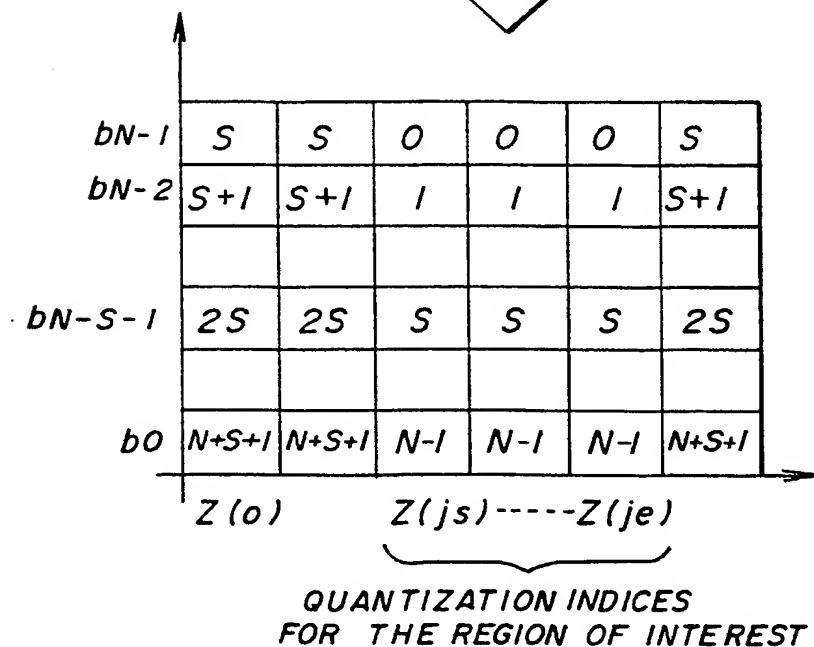 bN-1 S S 0 0 0 S
bN-2 S+1 S+1 1 1 1 S+1
bN-S-1 2S 2S S S S 2S
b0 N+S+1 N+S+1 N-1 N-1 N-1 N+S+1
Z(0) Z(js)-----Z(je)
QUANTIZATION INDICES
FOR THE REGION OF INTEREST